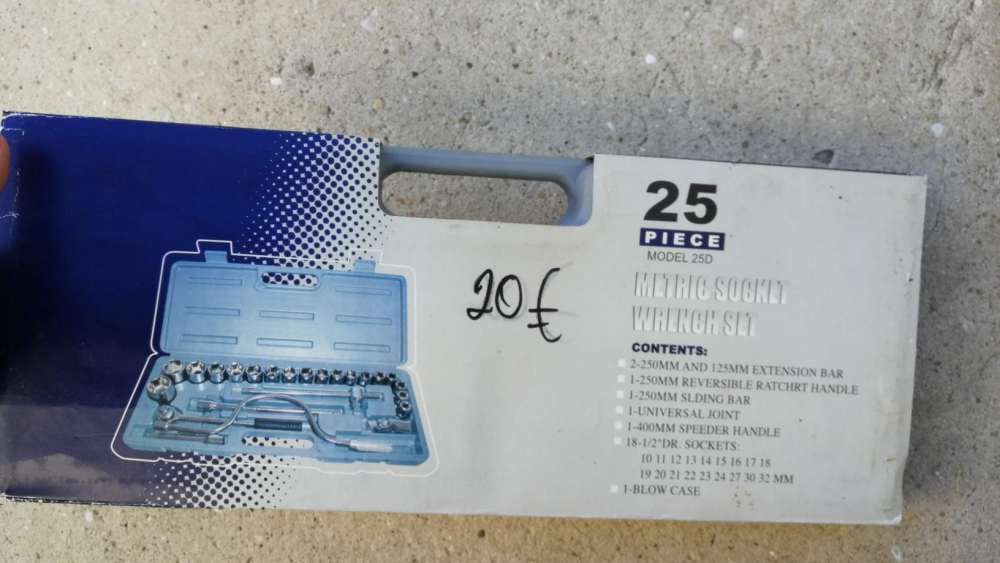 25
PIECE
MODEL 25D
METRIC SOCKET
WRENCH SET
20 €
CONTENTS:
2-250MM AND 125MM EXTENSION BAR
1-250MM REVERSIBLE RATCHRT HANDLE
1-250MM SLDING BAR
1-UNIVERSAL JOINT
1-400MM SPEEDER HANDLE
18-1/2"DR. SOCKETS:
10 11 12 13 14 15 16 17 18
19 20 21 22 23 24 27 30 32 MM
1-BLOW CASE